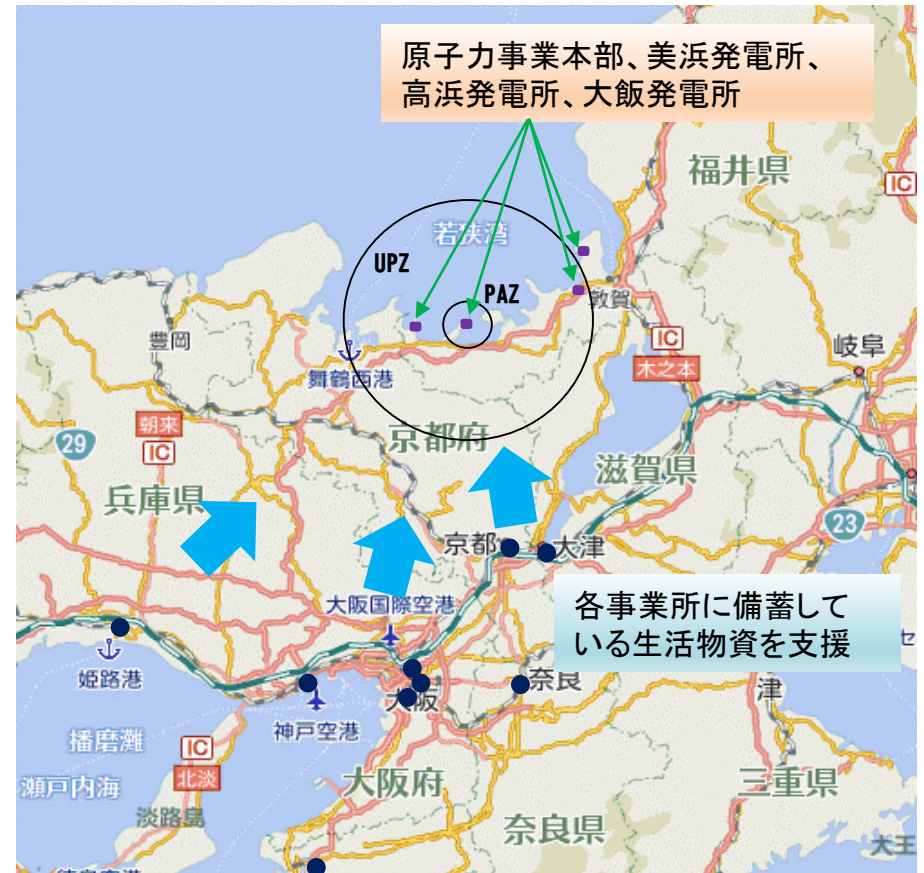 原子力事業本部、美浜発電所、
高浜発電所、大飯発電所
福井県
IC
若狭湾
UPZ
PAZ
敦賀
IC
木之本
岐阜
豊岡
舞鶴西港
朝来
IC
29
京都府
滋賀県
兵庫県
23
京都
大津
大阪国際空港
各事業所に備蓄して
いる生活物資を支援
セ
姫路港
大阪
奈良
津
神戸空港
播磨灘
IC
北淡
瀬戸内海
大阪府
三重県
淡路島
奈良県
大王